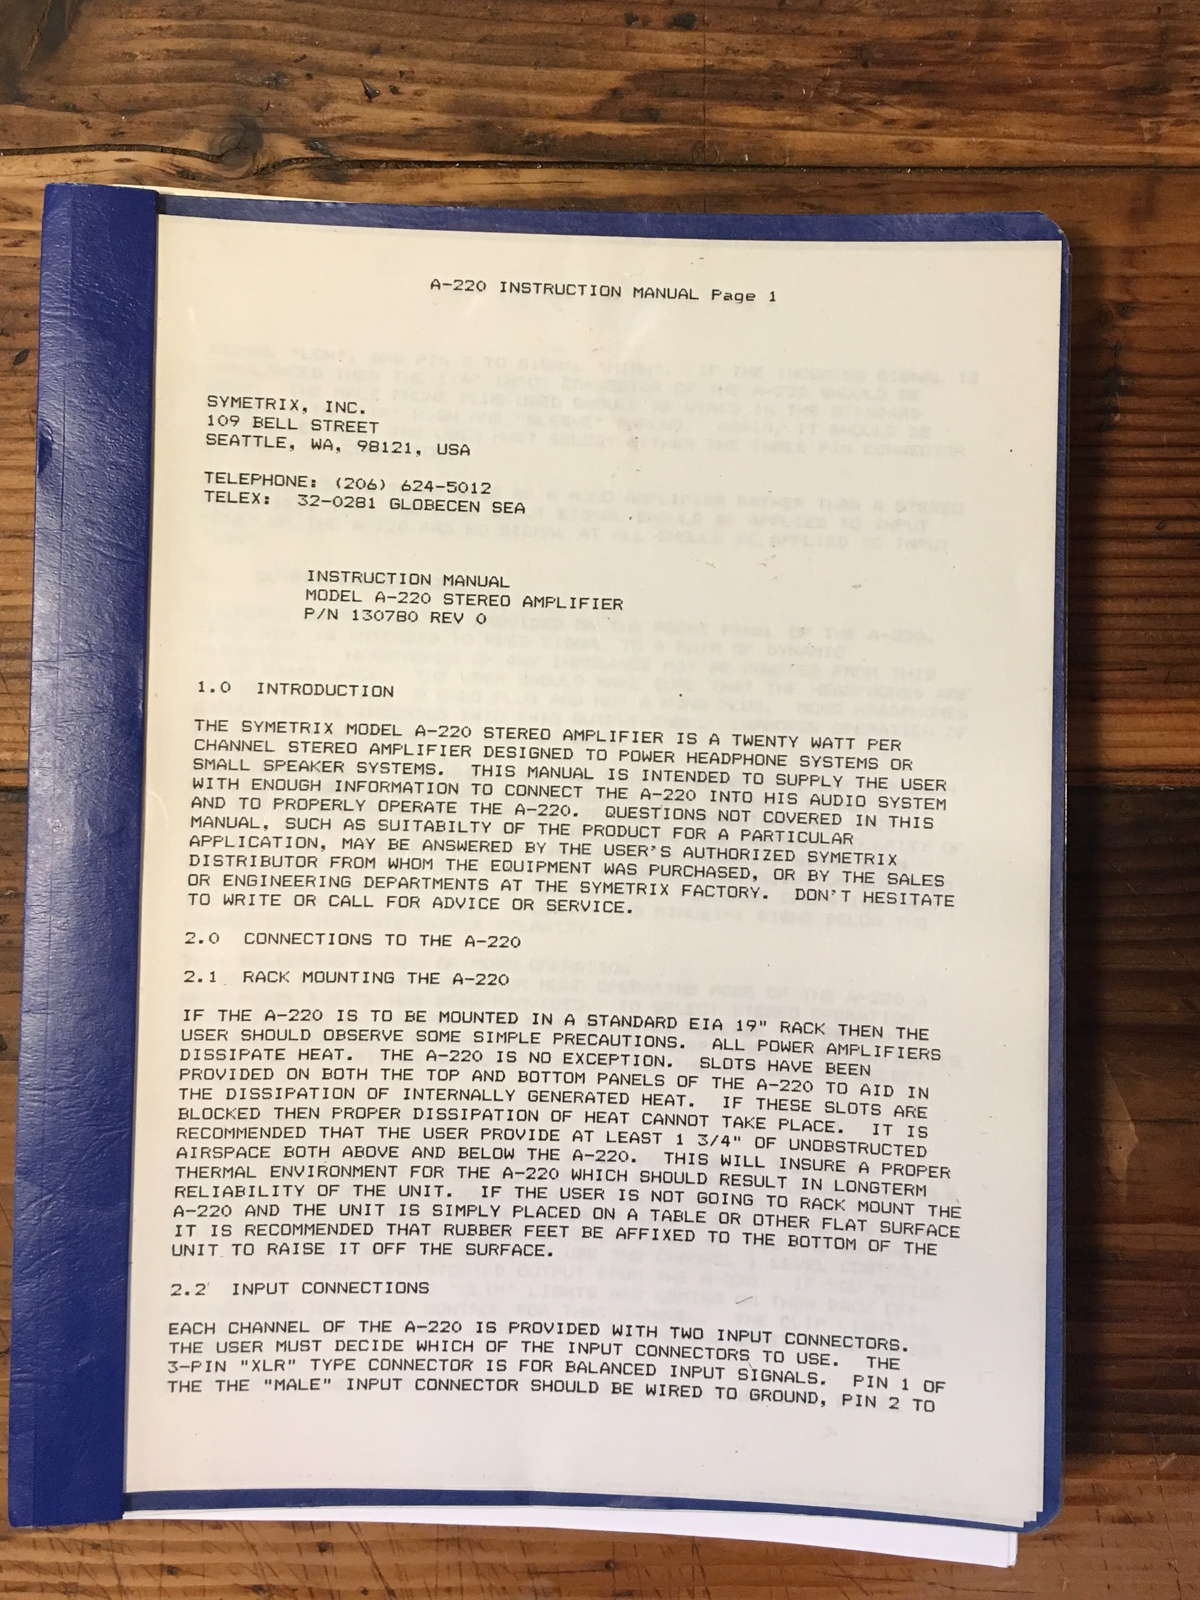 A-220 INSTRUCTION MANUAL Page 1
SYMETRIX, INC.
109 BELL STREET
SEATTLE, WA, 98121, USA
TELEPHONE: (206) 624-5012
TELEX:  32-0281 GLOBECEN SEA
INSTRUCTION MANUAL
MODEL A-220 STEREO AMPLIFIER
P/N 130780 REV 0
1.0  INTRODUCTION
THE SYMETRIX MODEL A-220 STEREO AMPLIFIER IS A TWENTY WATT PER
CHANNEL STEREO AMPLIFIER DESIGNED TO POWER HEADPHONE SYSTEMS OR
SMALL SPEAKER SYSTEMS.  THIS MANUAL IS INTENDED TO SUPPLY THE USER
WITH ENOUGH INFORMATION TO CONNECT THE A-220 INTO HIS AUDIO SYSTEM
AND TO PROPERLY OPERATE THE A-220.  QUESTIONS NOT COVERED IN THIS
MANUAL, SUCH AS SUITABILTY OF THE PRODUCT FOR A PARTICULAR
APPLICATION, MAY BE ANSWERED BY THE USER'S AUTHORIZED SYMETRIX
DISTRIBUTOR FROM WHOM THE EQUIPMENT WAS PURCHASED, OR BY THE SALES
OR ENGINEERING DEPARTMENTS AT THE SYMETRIX FACTORY.  DON'T HESITATE
TO WRITE OR CALL FOR ADVICE OR SERVICE.
2.0  CONNECTIONS TO THE A-220
2.1  RACK MOUNTING THE A-220
IF THE A-220 IS TO BE MOUNTED IN A STANDARD EIA 19" RACK THEN THE
USER SHOULD OBSERVE SOME SIMPLE PRECAUTIONS.  ALL POWER AMPLIFIERS
DISSIPATE HEAT.  THE A-220 IS NO EXCEPTION.  SLOTS HAVE BEEN
PROVIDED ON BOTH THE TOP AND BOTTOM PANELS OF THE A-220 TO AID IN
THE DISSIPATION OF INTERNALLY GENERATED HEAT.  IF THESE SLOTS ARE
BLOCKED THEN PROPER DISSIPATION OF HEAT CANNOT TAKE PLACE.  IT IS
RECOMMENDED THAT THE USER PROVIDE AT LEAST 1 3/4" OF UNOBSTRUCTED
AIRSPACE BOTH ABOVE AND BELOW THE A-220.  THIS WILL INSURE A PROPER
THERMAL ENVIRONMENT FOR THE A-220 WHICH SHOULD RESULT IN LONGTERM
RELIABILITY OF THE UNIT.  IF THE USER IS NOT GOING TO RACK MOUNT THE
A-220 AND THE UNIT IS SIMPLY PLACED ON A TABLE OR OTHER FLAT SURFACE
IT IS RECOMMENDED THAT RUBBER FEET BE AFFIXED TO THE BOTTOM OF THE
UNIT TO RAISE IT OFF THE SURFACE.
2.2  INPUT CONNECTIONS
EACH CHANNEL OF THE A-220 IS PROVIDED WITH TWO INPUT CONNECTORS.
THE USER MUST DECIDE WHICH OF THE INPUT CONNECTORS TO USE.  THE
3-PIN "XLR" TYPE CONNECTOR IS FOR BALANCED INPUT SIGNALS.  PIN 1 OF
THE THE "MALE" INPUT CONNECTOR SHOULD BE WIRED TO GROUND, PIN 2 TO